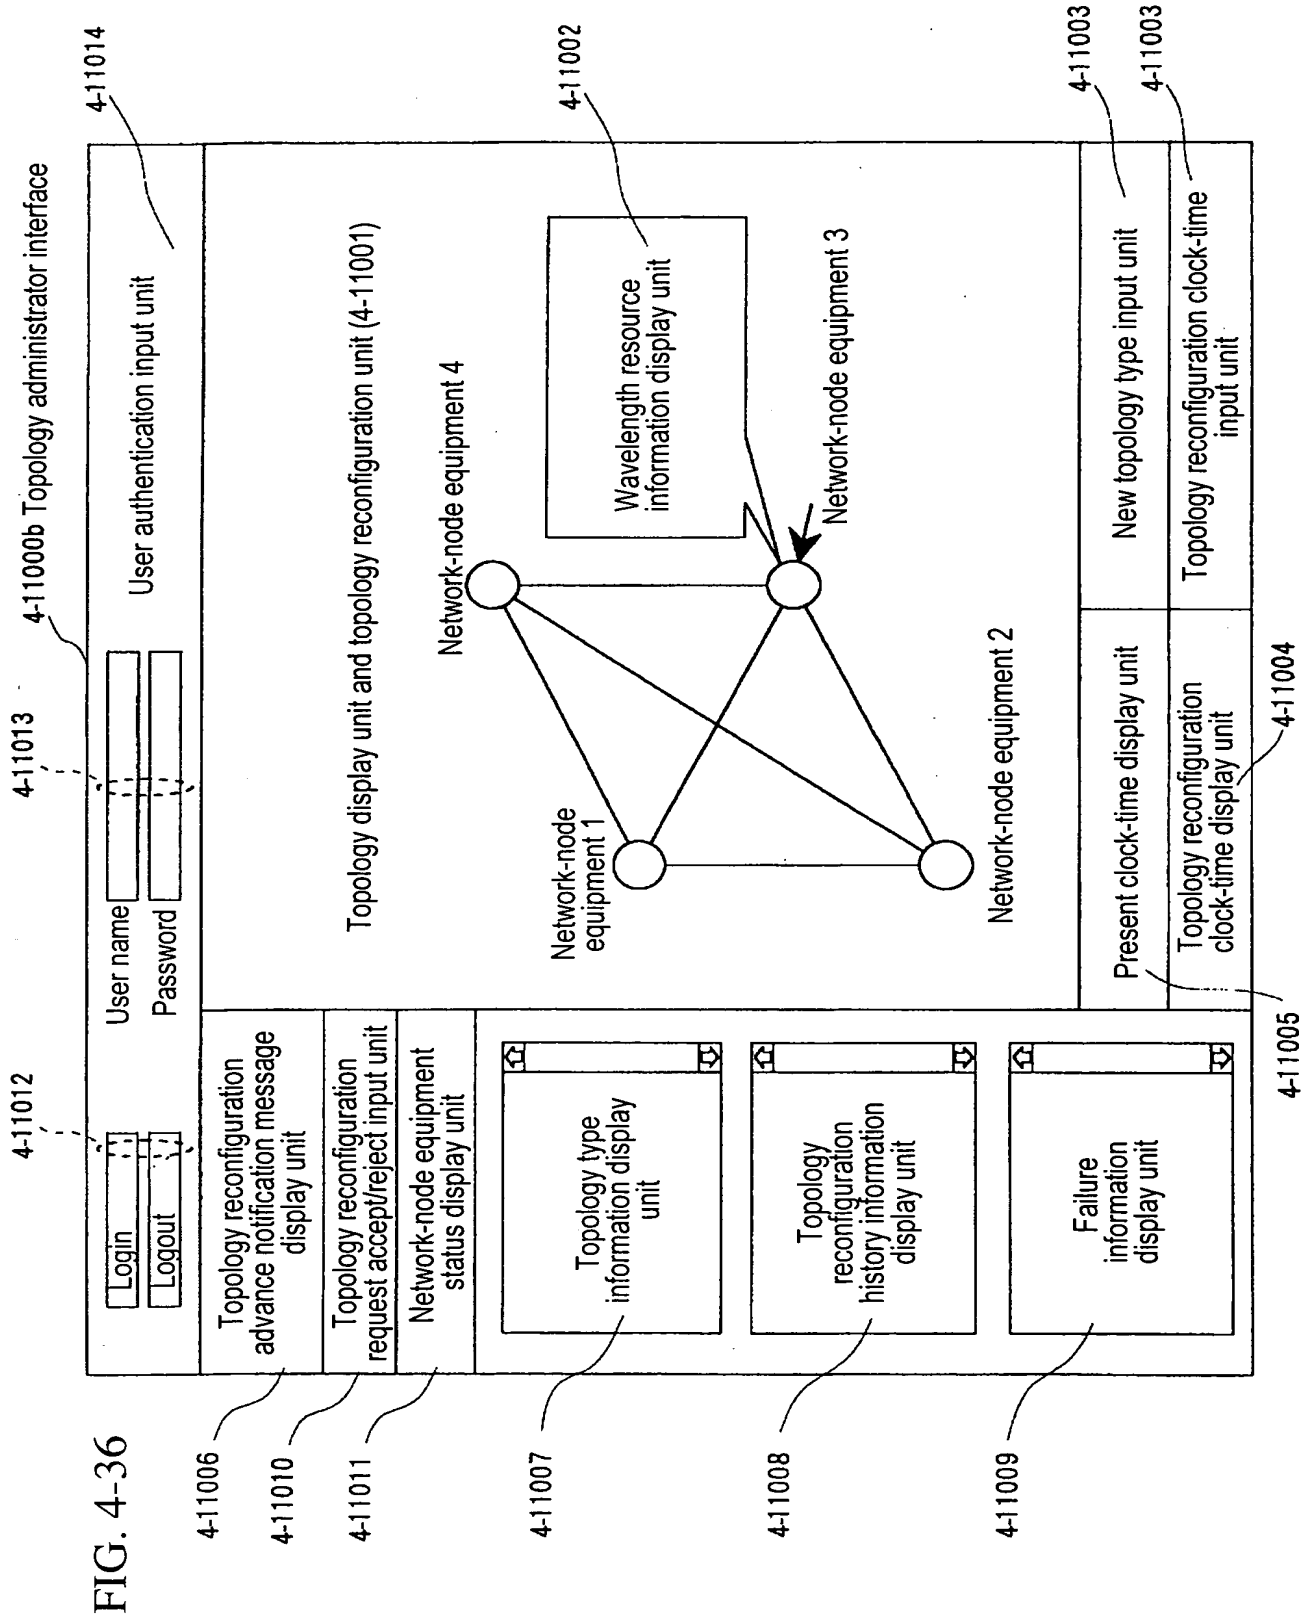 FIG. 4-36
4-11000b Topology administrator interface
4-11012
4-11013
4-11014
Login
Logout
User name
Password
User authentication input unit
4-11006
Topology reconfiguration
advance notification message
display unit
4-11010
Topology reconfiguration
request accept/reject input unit
4-11011
Network-node equipment
status display unit
4-11007
Topology type
information display
unit
4-11008
Topology
reconfiguration
history information
display unit
4-11009
Failure
information
display unit
Topology display unit and topology reconfiguration unit (4-11001)
Network-node equipment 4
Network-node
equipment 1
Wavelength resource
information display unit
4-11002
Network-node equipment 3
Network-node equipment 2
Present clock-time display unit
4-11005
New topology type input unit
4-11003
Topology reconfiguration
clock-time display unit
4-11004
Topology reconfiguration clock-time
input unit
4-11003